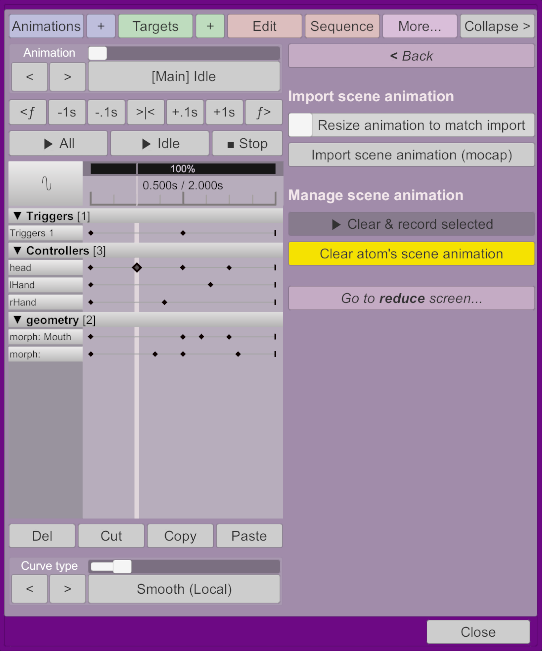 Animations + Targets + Edit Sequence More... Collapse >
Animation
< > [Main] Idle
<f -1s -.1s >|< +.1s +1s f>
▶ All ▶ Idle ■ Stop
100%
0.500s / 2.000s
▼ Triggers [1]
Triggers 1
▼ Controllers [3]
head
lHand
rHand
▼ geometry [2]
morph: Mouth
morph:
Del Cut Copy Paste
Curve type
< > Smooth (Local)
< Back
Import scene animation
Resize animation to match import
Import scene animation (mocap)
Manage scene animation
▶ Clear & record selected
Clear atom's scene animation
Go to reduce screen...
Close